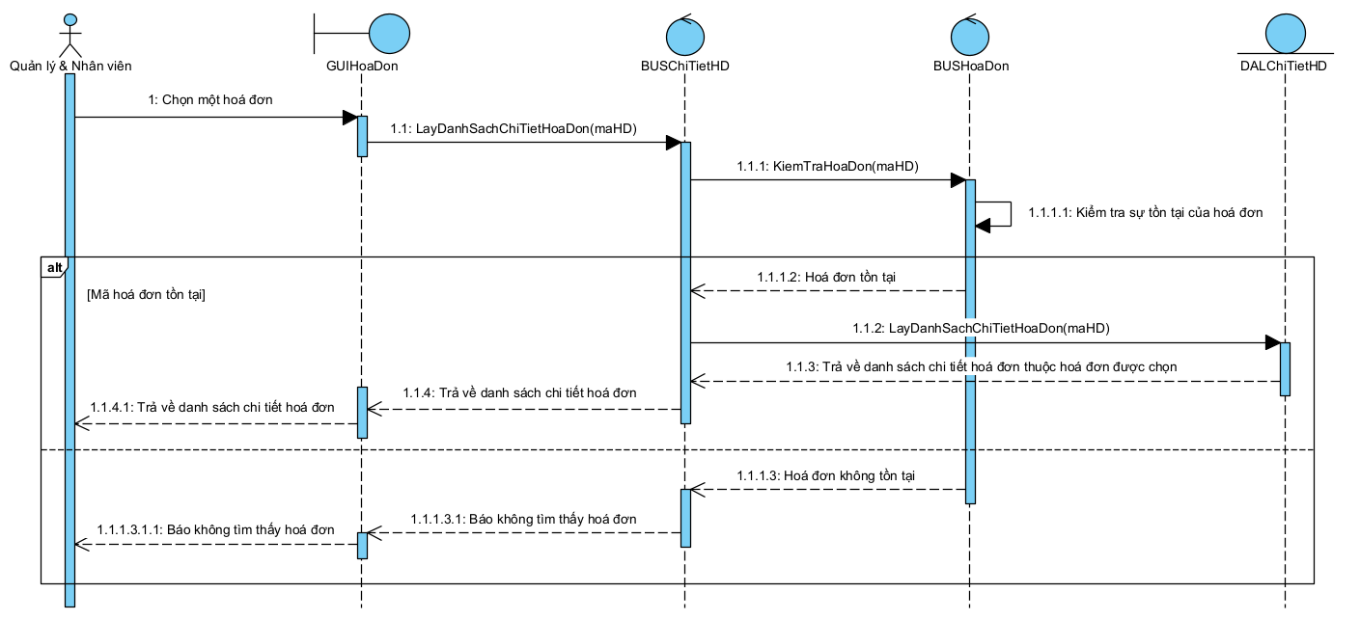 Quản lý & Nhân viên
GUIHoaDon
BUSChiTietHD
BUSHoaDon
DALChiTietHD
1: Chọn một hoá đơn
1.1: LayDanhSachChiTietHoaDon(maHD)
1.1.1: KiemTraHoaDon(maHD)
1.1.1.1: Kiểm tra sự tồn tại của hoá đơn
alt
[Mã hoá đơn tồn tại]
1.1.1.2: Hoá đơn tồn tại
1.1.2: LayDanhSachChiTietHoaDon(maHD)
1.1.3: Trả về danh sách chi tiết hoá đơn thuộc hoá đơn được chọn
1.1.4: Trả về danh sách chi tiết hoá đơn
1.1.4.1: Trả về danh sách chi tiết hoá đơn
1.1.1.3: Hoá đơn không tồn tại
1.1.1.3.1: Báo không tìm thấy hoá đơn
1.1.1.3.1.1: Báo không tìm thấy hoá đơn